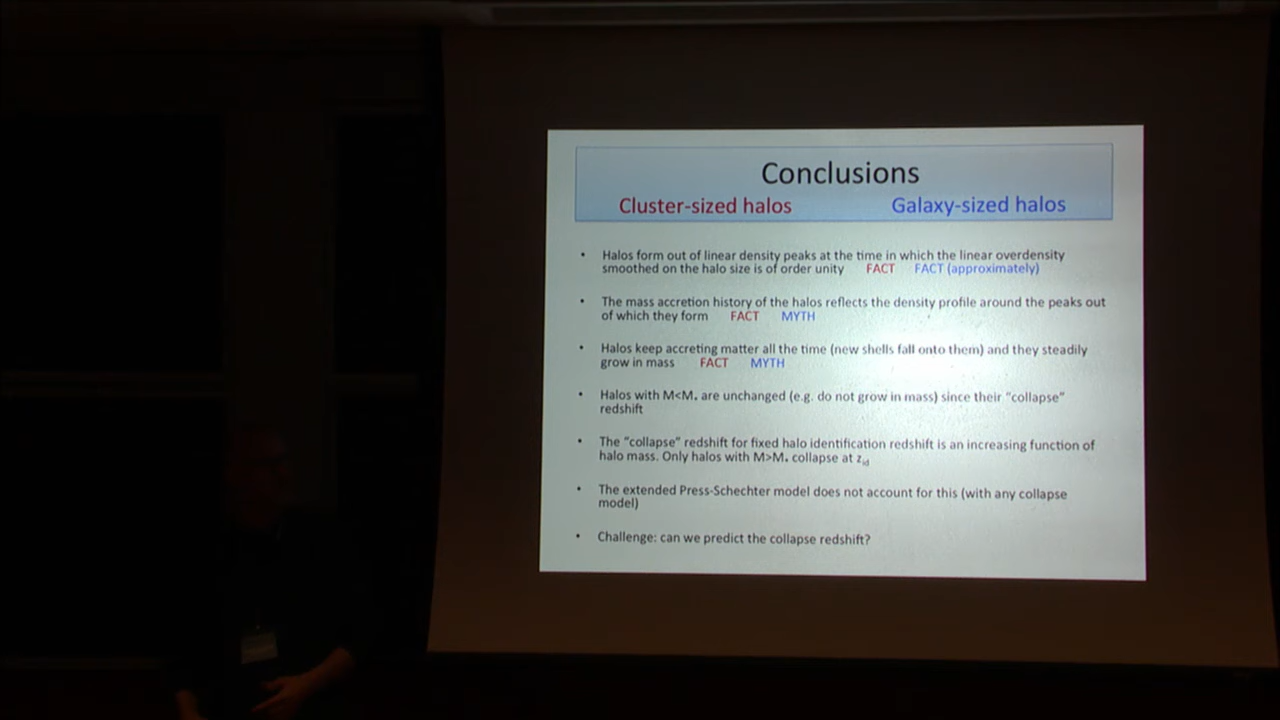 Conclusions
Cluster-sized halos Galaxy-sized halos
• Halos form out of linear density peaks at the time in which the linear overdensity
smoothed on the halo size is of order unity FACT FACT (approximately)
• The mass accretion history of the halos reflects the density profile around the peaks out
of which they form FACT MYTH
• Halos keep accreting matter all the time (new shells fall onto them) and they steadily
grow in mass FACT MYTH
• Halos with M<M* are unchanged (e.g. do not grow in mass) since their "collapse"
redshift
• The "collapse" redshift for fixed halo identification redshift is an increasing function of
halo mass. Only halos with M>M* collapse at zid
• The extended Press-Schechter model does not account for this (with any collapse
model)
• Challenge: can we predict the collapse redshift?